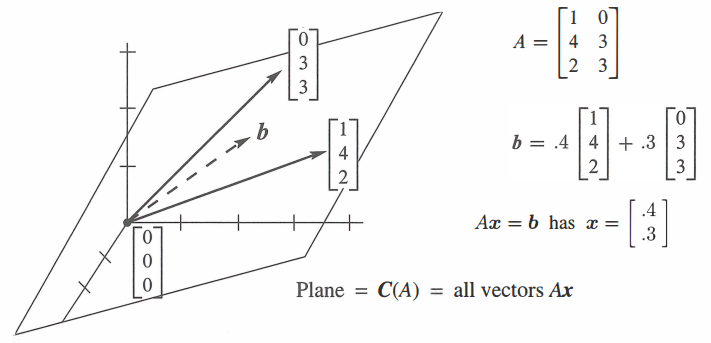 [0 3 3]
b
[1 4 2]
[0 0 0]
A = [1 0
4 3
2 3]
b = .4 [1 4 2] + .3 [0 3 3]
Ax = b has x = [.4 .3]
Plane = C(A) = all vectors Ax